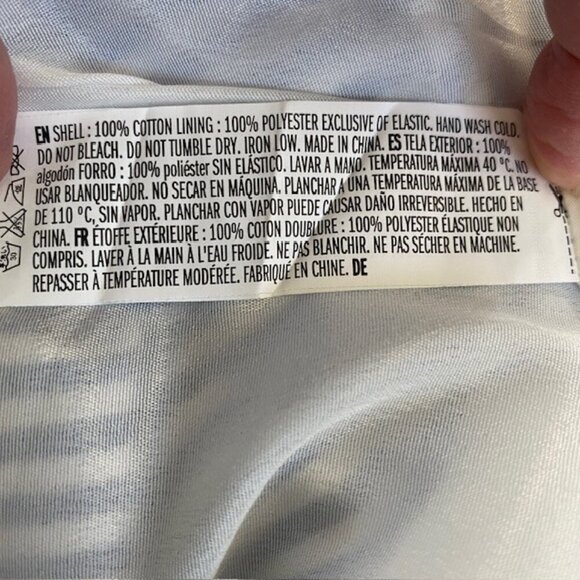 EN SHELL : 100% COTTON LINING : 100% POLYESTER EXCLUSIVE OF ELASTIC. HAND WASH COLD.
DO NOT BLEACH. DO NOT TUMBLE DRY. IRON LOW. MADE IN CHINA. ES TELA EXTERIOR : 100%
algodón FORRO : 100% poliéster SIN ELÁSTICO. LAVAR A MANO. TEMPERATURA MÁXIMA 40 °C. NO
USAR BLANQUEADOR. NO SECAR EN MÁQUINA. PLANCHAR A UNA TEMPERATURA MÁXIMA DE LA BASE
DE 110 °C, SIN VAPOR. PLANCHAR CON VAPOR PUEDE CAUSAR DAÑO IRREVERSIBLE. HECHO EN
CHINA. FR ÉTOFFE EXTÉRIEURE : 100% COTON DOUBLURE : 100% POLYESTER ÉLASTIQUE NON
COMPRIS. LAVER À LA MAIN À L'EAU FROIDE. NE PAS BLANCHIR. NE PAS SÉCHER EN MACHINE.
REPASSER À TEMPÉRATURE MODÉRÉE. FABRIQUÉ EN CHINE. DE